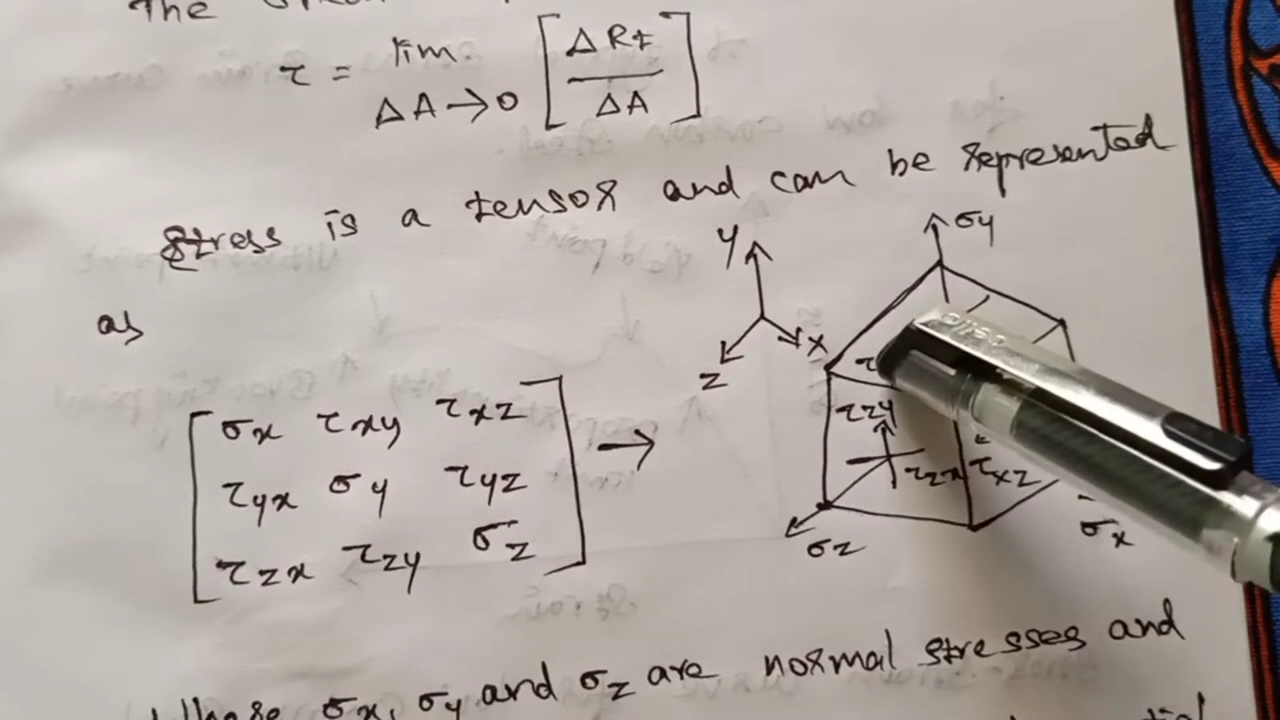 The
τ = lim ΔA→0 [ΔRt / ΔA]
Stress is a tensor and can be represented
as
[σx τxy τxz
τyx σy τyz
τzx τzy σz] →
σy
y
x
z
τzy
τzx τxz
σz
σx
σx, σy and σz are normal stresses and